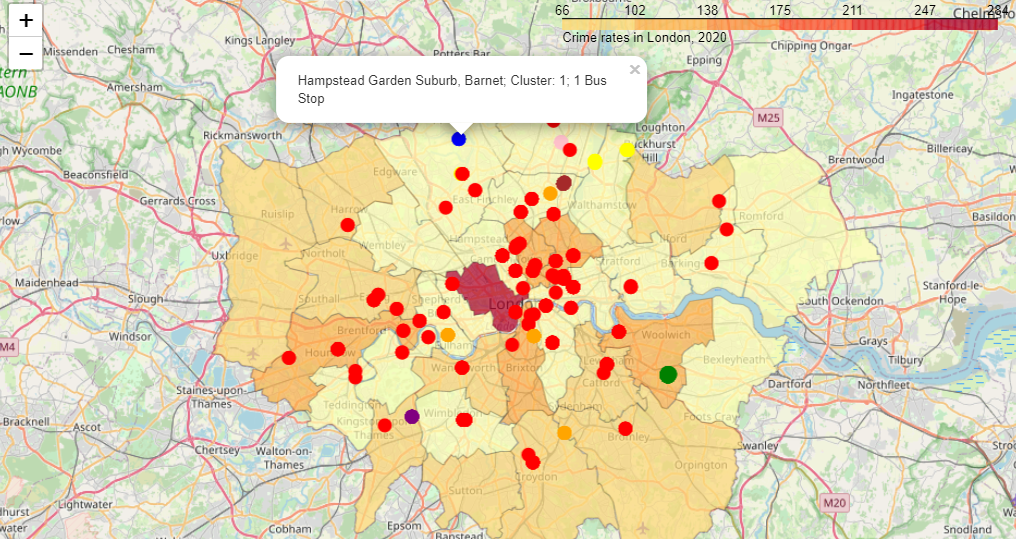 +
−
66 102 138 175 211 247 284
Crime rates in London, 2020
Hampstead Garden Suburb, Barnet; Cluster: 1; 1 Bus
Stop
×
Kings Langley
Potters Bar
Chesham
Missenden
AONB
Amersham
Chipping Ongar
Epping
Ingatestone
M25
Loughton
Rickmansworth
Wycombe
Beaconsfield
Edgware
Brentwood
Billericay
Gerrards Cross
East Finchley
Walthamstow
Ruislip
Harrow
Romford
Basildon
Wembley
Hampstead
Ilford
Uxbridge
Northolt
Stratford
Barking
Maidenhead
Slough
Southall
South Ockendon
Stanford-le-
Hope
M4
Windsor
Brentford
Woolwich
Grays
Tilbury
Hounslow
Fulham
Brixton
Bexleyheath
Staines-upon-
Thames
Catford
Dartford
Northfleet
Teddington
Wimbledon
Kingston upon
Thames
Foots Cray
Bracknell
Ascot
Chertsey
Walton-on-
Thames
Bromley
Croydon
Orpington
Lightwater
Sutton
M20
Cobham
Epsom
Banstead
Snodland